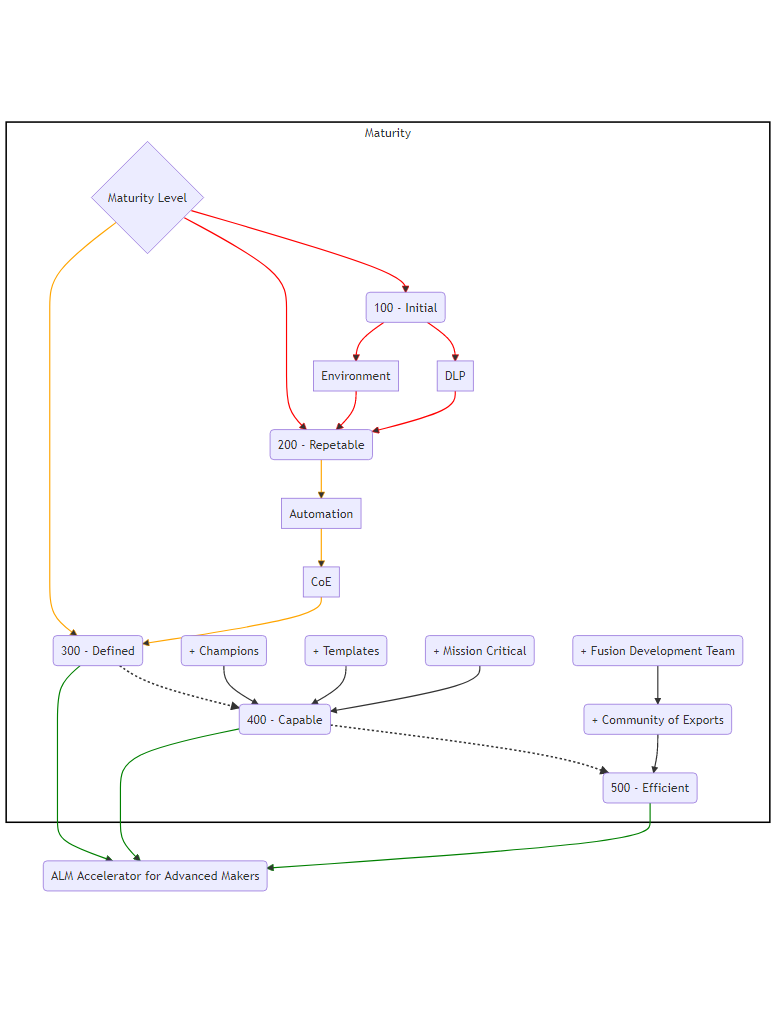 Maturity
Maturity Level
100 - Initial
Environment
DLP
200 - Repetable
Automation
CoE
300 - Defined
+ Champions
+ Templates
+ Mission Critical
+ Fusion Development Team
400 - Capable
+ Community of Exports
500 - Efficient
ALM Accelerator for Advanced Makers